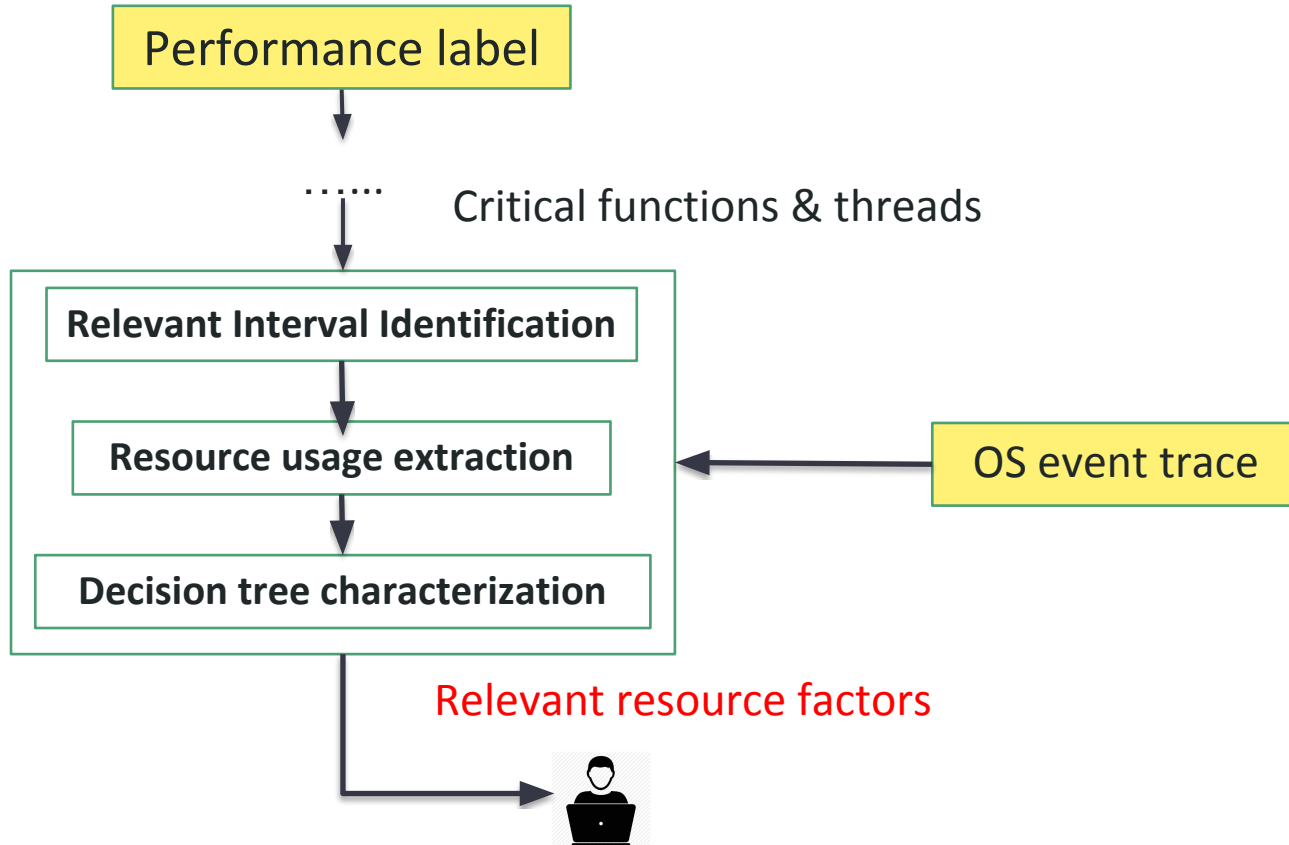 Performance label
…...
Critical functions & threads
Relevant Interval Identification
Resource usage extraction
OS event trace
Decision tree characterization
Relevant resource factors